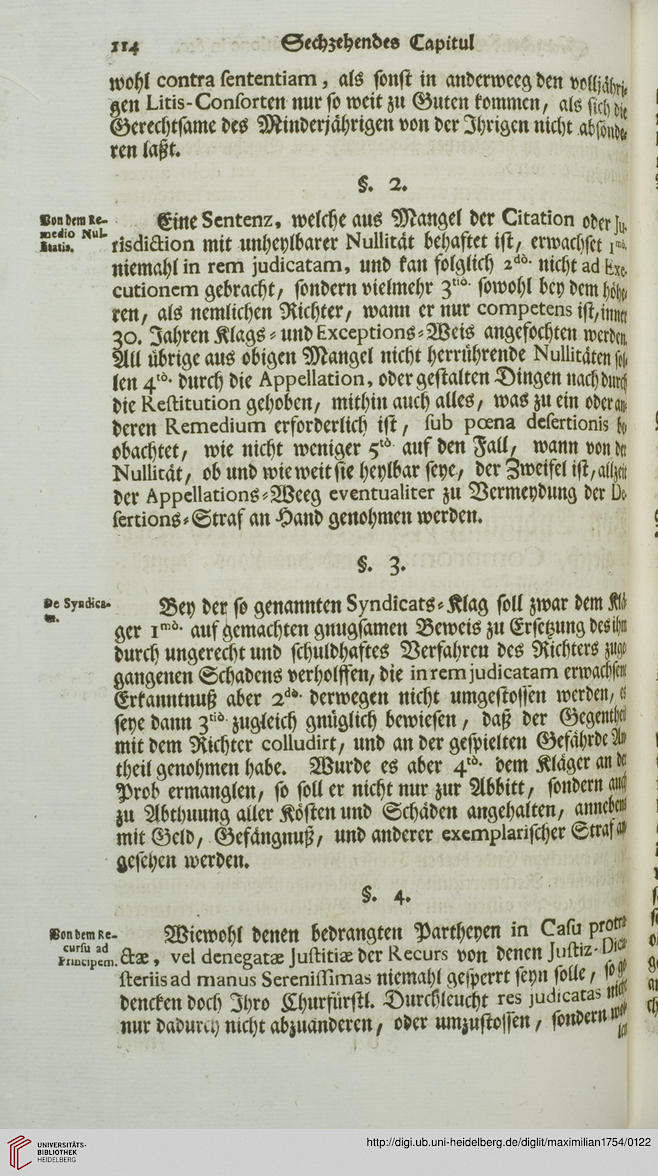 114 Sechzehendes Capitul
wohl contra sententiam, als sonst in anderweeg den volljähri-
gen Litis-Consorten nur so weit zu Guten kommen, als sich die
Gerechtsame des Minderjährigen von der Ihrigen nicht absönde-
ren laßt.
§. 2.
Von dem Re-
medio Nul-
litatis.
Eine Sentenz, welche aus Mangel der Citation oder Ju-
risdiction mit unheylbarer Nullität behaftet ist, erwachset 1mò.
niemahl in rem judicatam, und kan folglich 2dò. nicht ad Exe-
cutionem gebracht, sondern vielmehr 3tiò. sowohl bey dem höhe-
ren, als nemlichen Richter, wann er nur competens ist, inner
30. Jahren Klags- und Exceptions-Weis angefochten werden.
All übrige aus obigen Mangel nicht herrührende Nullitäten sol-
len 4tò. durch die Appellation, oder gestalten Dingen nach durch
die Restitution gehoben, mithin auch alles, was zu ein oder an-
deren Remedium erforderlich ist, sub pœna desertionis be-
obachtet, wie nicht weniger 5tò. auf den Fall, wann von der
Nullität, ob und wie weit sie heylbar seye, der Zweifel ist, allzeit
der Appellations-Weeg eventualiter zu Vermeydung der De-
sertions-Straf an Hand genohmen werden.
§. 3.
De Syndica-
tu.
Bey der so genannten Syndicats-Klag soll zwar dem Klä-
ger 1mò. auf gemachten gnugsamen Beweis zu Ersetzung des ihm
durch ungerecht und schuldhaftes Verfahren des Richters zuge-
gangenen Schadens verholffen, die in rem judicatam erwachsene
Erkanntnuß aber 2dò. derwegen nicht umgestossen werden, es
seye dann 3tiò. zugleich gnüglich bewiesen, daß der Gegentheil
mit dem Richter colludirt, und an der gespielten Gefährde An-
theil genohmen habe. Wurde es aber 4tò. dem Kläger an der
Prob ermanglen, so soll er nicht nur zur Abbitt, sondern auch
zu Abthuung aller Kösten und Schäden angehalten, annebens
mit Geld, Gefängnuß, und anderer exemplarischer Straf an-
gesehen werden.
§. 4.
Von dem Re-
cursu ad
Principem.
Wiewohl denen bedrangten Partheyen in Casu protra-
ctæ, vel denegatæ Justitiæ der Recurs von denen Justiz-Dica-
steriis ad manus Serenissimas niemahl gesperrt seyn solle, so ge-
dencken doch Ihro Churfürstl. Durchleucht res judicatas nicht
nur dadurch nicht abzuänderen, oder umzustossen, sondern
UNIVERSITÄTS-
BIBLIOTHEK
HEIDELBERG
http://digi.ub.uni-heidelberg.de/diglit/maximilian1754/0122